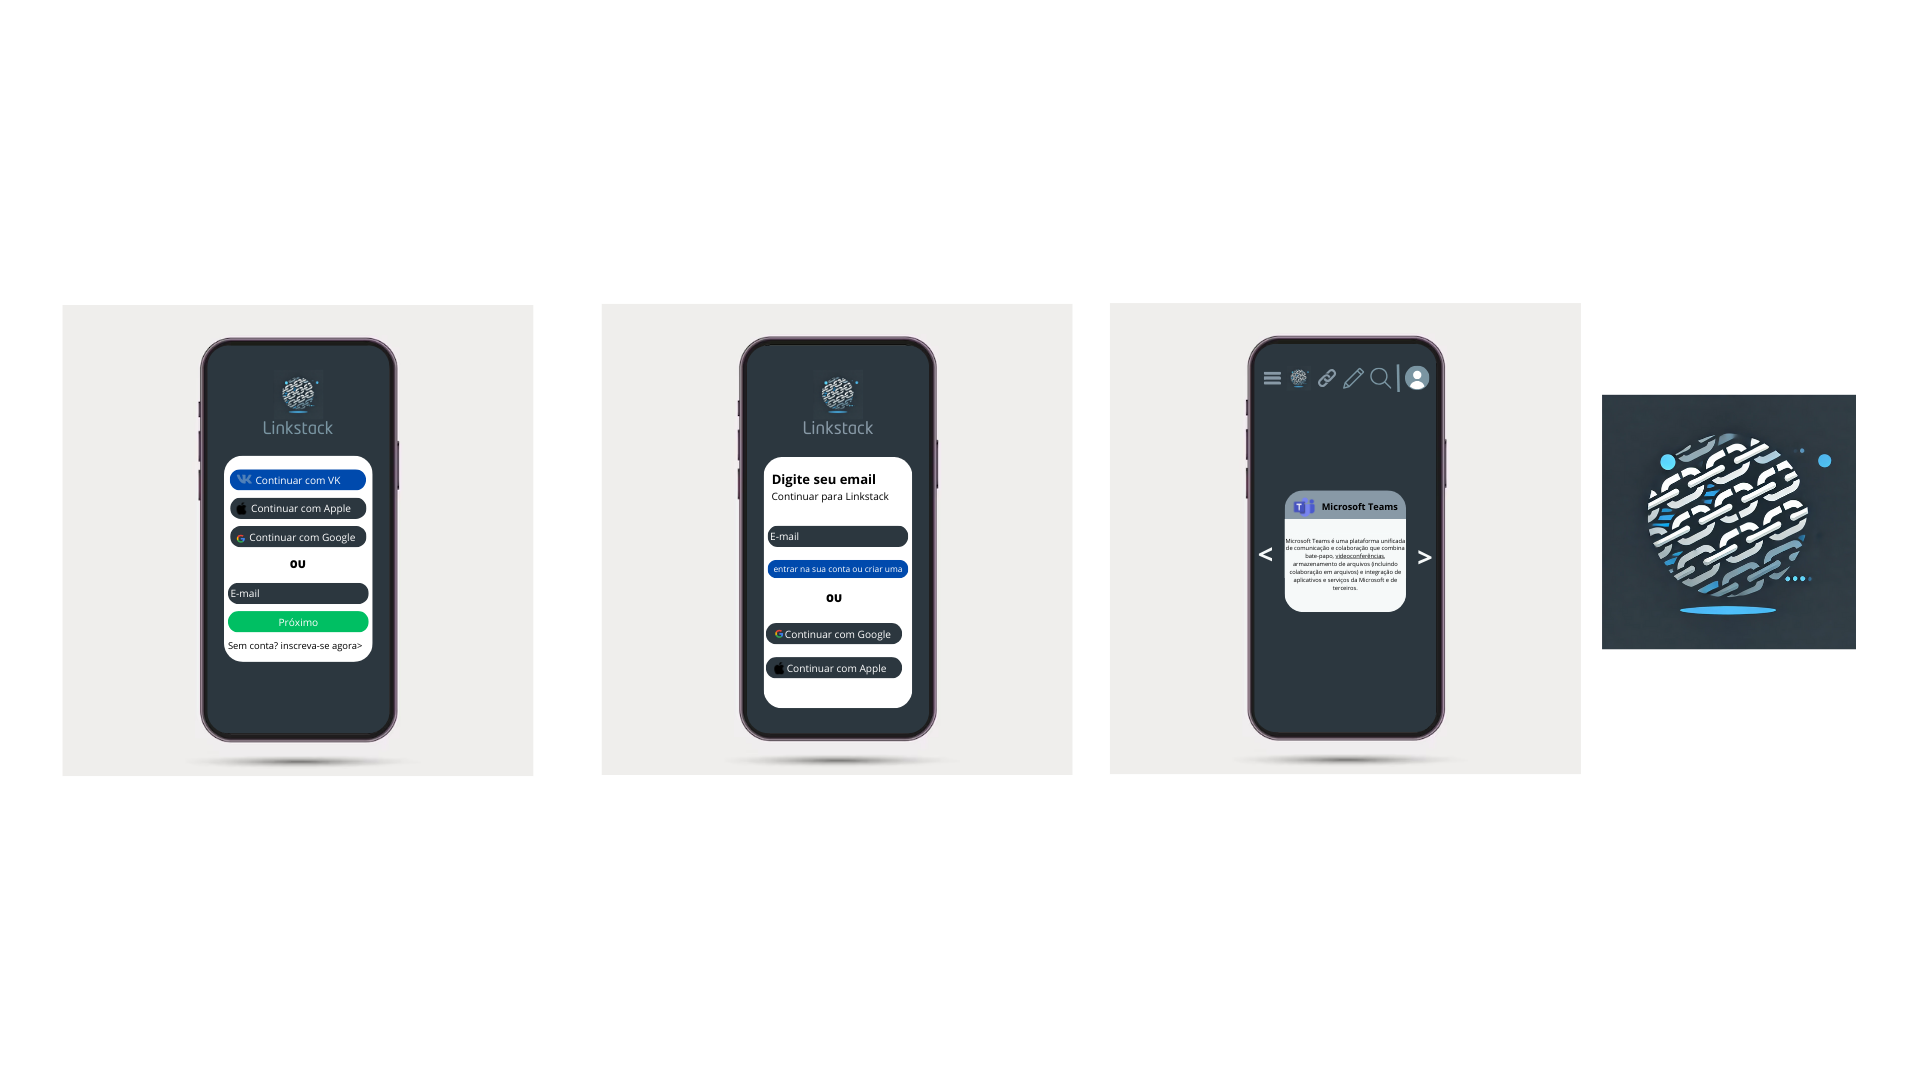 Linkstack
Continuar com VK
Continuar com Apple
Continuar com Google
OU
E-mail
Próximo
Sem conta? inscreva-se agora>
Linkstack
Digite seu email
Continuar para Linkstack
E-mail
entrar na sua conta ou criar uma
OU
Continuar com Google
Continuar com Apple
Microsoft Teams
Microsoft Teams é uma plataforma unificada
de comunicação e colaboração que combina
bate-papo, videoconferências,
armazenamento de arquivos (incluindo
colaboração em arquivos) e integração de
aplicativos e serviços da Microsoft e de
terceiros.
< >